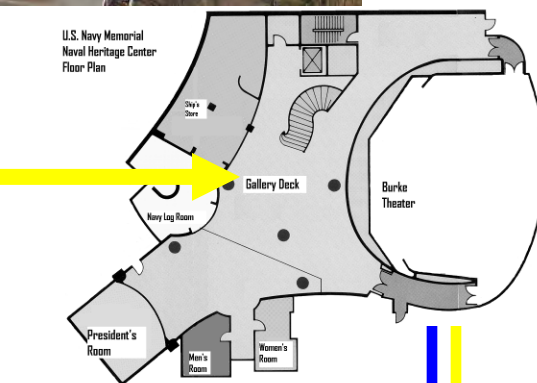 U.S. Navy Memorial
Naval Heritage Center
Floor Plan
Ship's
Store
Gallery Deck
Burke
Theater
Navy Log Room
President's
Room
Men's
Room
Women's
Room